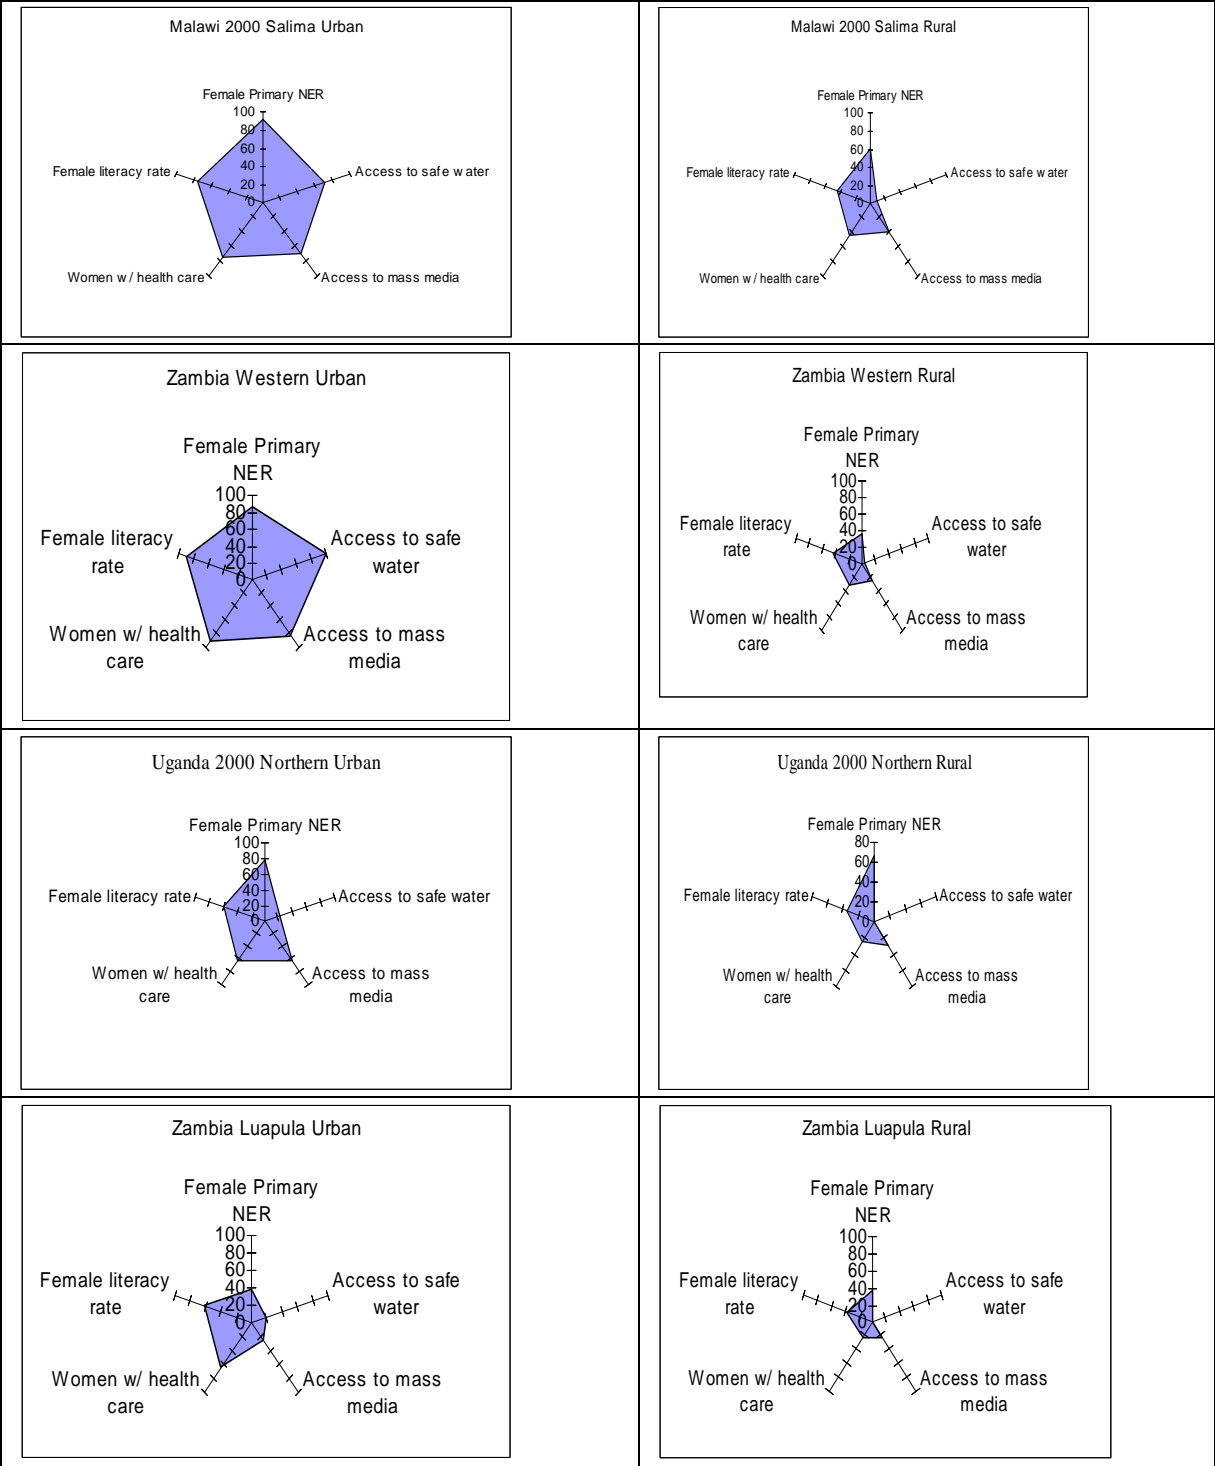 Malawi 2000 Salima Urban
Female Primary NER
100
80
60
40
20
0
Access to safe water
Access to mass media
Women w/ health care
Female literacy rate
Malawi 2000 Salima Rural
Female Primary NER
100
80
60
40
20
0
Access to safe water
Access to mass media
Women w/ health care
Female literacy rate
Zambia Western Urban
Female Primary
NER
100
80
60
40
20
0
Access to safe
water
Access to mass
media
Women w/ health
care
Female literacy
rate
Zambia Western Rural
Female Primary
NER
100
80
60
40
20
0
Access to safe
water
Access to mass
media
Women w/ health
care
Female literacy
rate
Uganda 2000 Northern Urban
Female Primary NER
100
80
60
40
20
0
Access to safe water
Access to mass
media
Women w/ health
care
Female literacy rate
Uganda 2000 Northern Rural
Female Primary NER
80
60
40
20
0
Access to safe water
Access to mass
media
Women w/ health
care
Female literacy rate
Zambia Luapula Urban
Female Primary
NER
100
80
60
40
20
0
Access to safe
water
Access to mass
media
Women w/ health
care
Female literacy
rate
Zambia Luapula Rural
Female Primary
NER
100
80
60
40
20
0
Access to safe
water
Access to mass
media
Women w/ health
care
Female literacy
rate